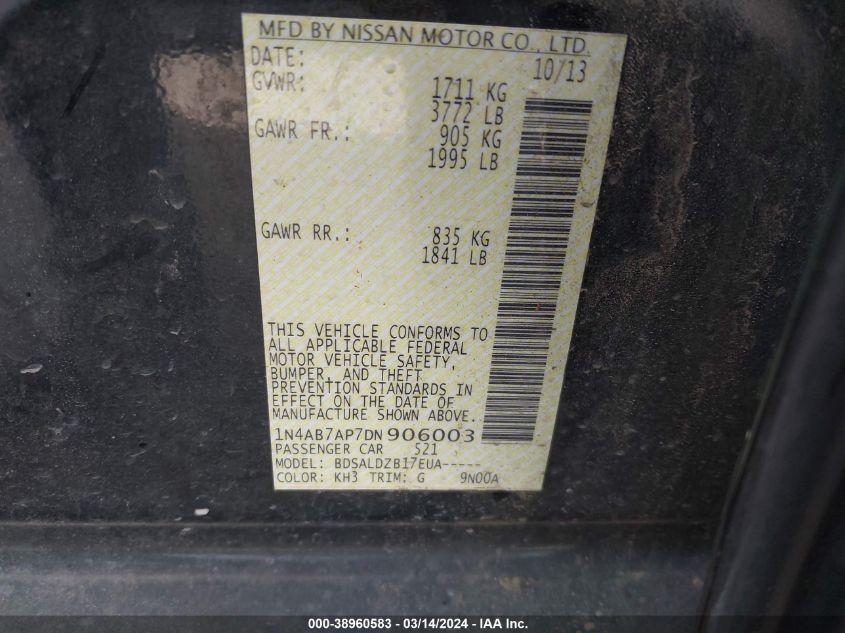 MFD BY NISSAN MOTOR CO., LTD.
DATE: 10/13
GVWR: 1711 KG
3772 LB
GAWR FR.: 905 KG
1995 LB
GAWR RR.: 835 KG
1841 LB
THIS VEHICLE CONFORMS TO
ALL APPLICABLE FEDERAL
MOTOR VEHICLE SAFETY,
BUMPER, AND THEFT
PREVENTION STANDARDS IN
EFFECT ON THE DATE OF
MANUFACTURE SHOWN ABOVE.
1N4AB7AP7DN906003
PASSENGER CAR 521
MODEL: BDSALDZB17EUA-----
COLOR: KH3 TRIM: G 9N00A
000-38960583 - 03/14/2024 - IAA Inc.